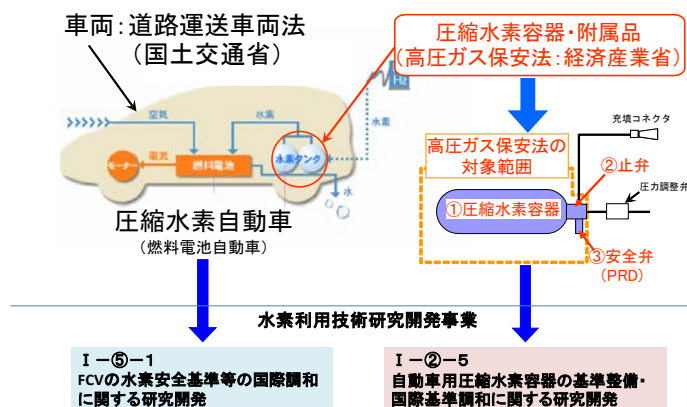 車両：道路運送車両法
（国土交通省）
圧縮水素容器・附属品
（高圧ガス保安法：経済産業省）
H2
空気
水素
水素
電流
モーター
燃料電池
水素タンク
水
圧縮水素自動車
（燃料電池自動車）
高圧ガス保安法の
対象範囲
充填コネクタ
②止弁
圧力調整弁
①圧縮水素容器
③安全弁
(PRD)
水素利用技術研究開発事業
Ⅰ－⑤－1
FCVの水素安全基準等の国際調和
に関する研究開発
Ⅰ－②－5
自動車用圧縮水素容器の基準整備・
国際基準調和に関する研究開発